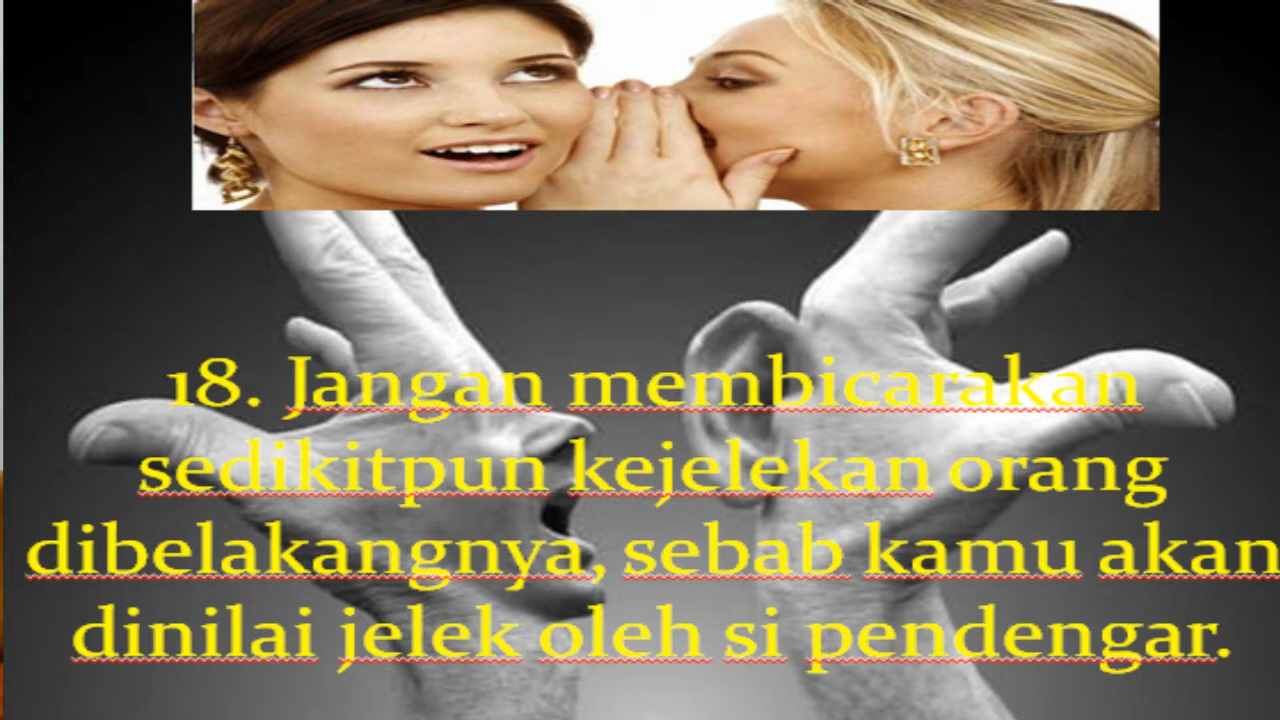 18. Jangan membicarakan
sedikitpun kejelekan orang
dibelakangnya, sebab kamu akan
dinilai jelek oleh si pendengar.